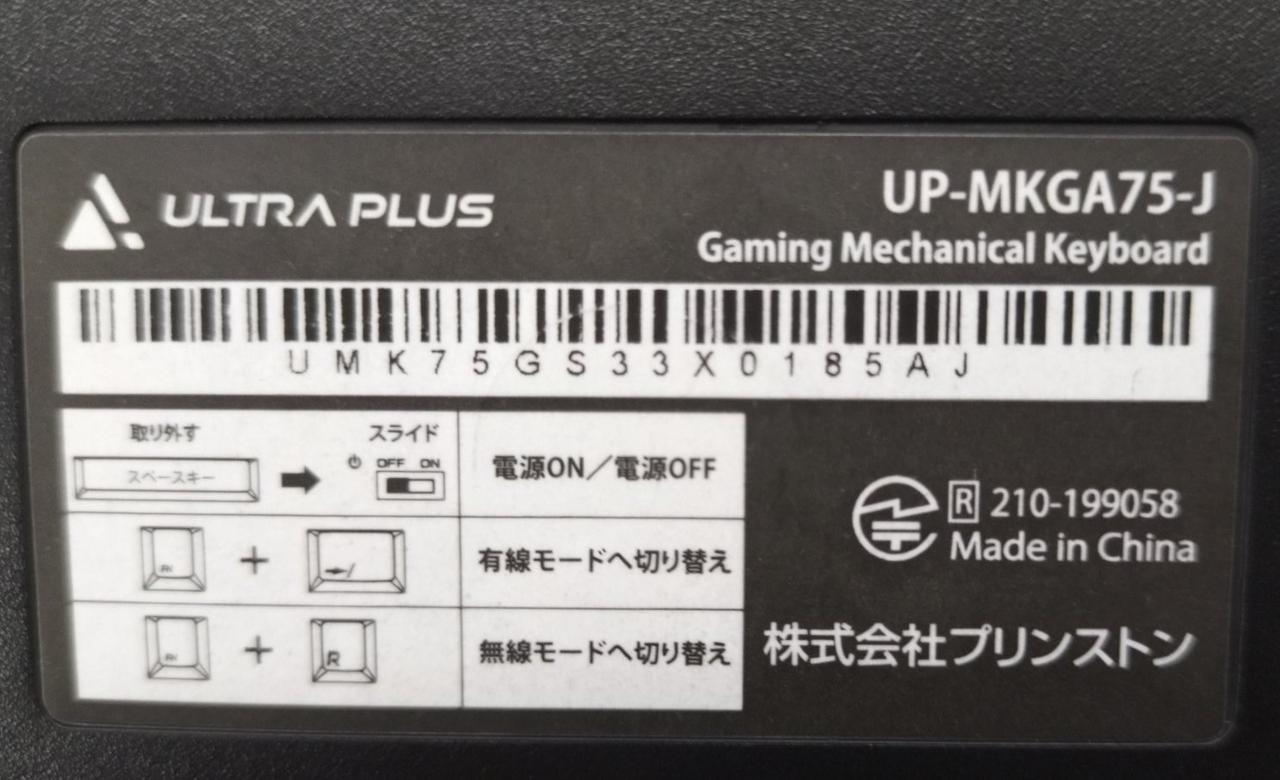 ULTRA PLUS
UP-MKGA75-J
Gaming Mechanical Keyboard
UMK75GS33X0185AJ
取り外す
スライド
スペースキー
OFF ON
電源ON／電源OFF
+
有線モードへ切り替え
+ R
無線モードへ切り替え
R 210-199058
Made in China
株式会社プリンストン